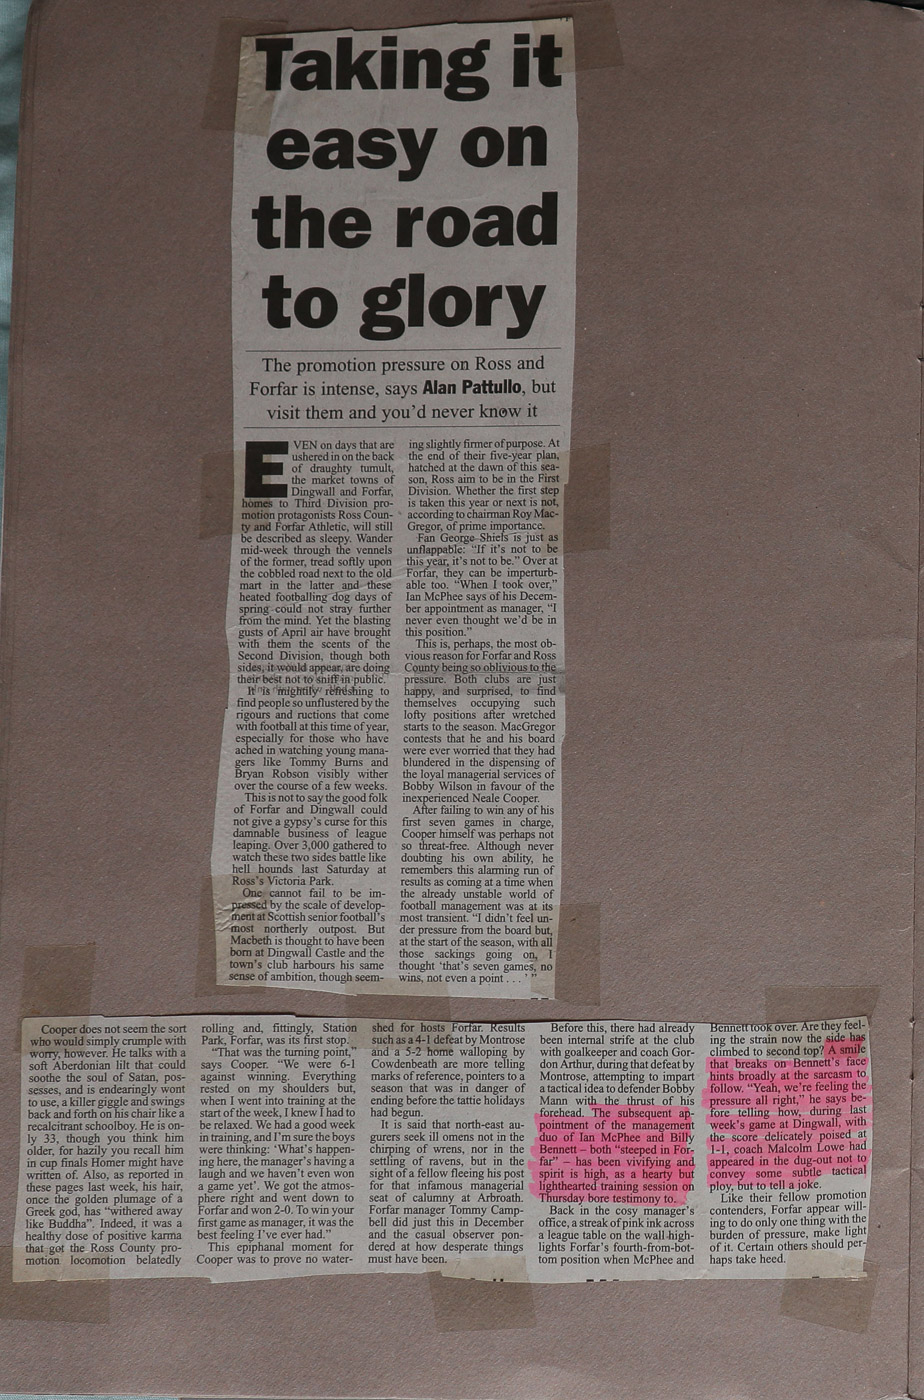 Taking it
easy on
the road
to glory
The promotion pressure on Ross and
Forfar is intense, says Alan Pattullo, but
visit them and you'd never know it
EVEN on days that are
ushered in on the back
of draughty tumult,
the market towns of
Dingwall and Forfar,
homes to Third Division pro-
motion protagonists Ross Coun-
ty and Forfar Athletic, will still
be described as sleepy. Wander
mid-week through the vennels
of the former, tread softly upon
the cobbled road next to the old
mart in the latter and these
heated footballing dog days of
spring could not stray further
from the mind. Yet the blasting
gusts of April air have brought
with them the scents of the
Second Division, though both
sides, it would appear, are doing
their best not to sniff in public.
It is mightily refreshing to
find people so unflustered by the
rigours and ructions that come
with football at this time of year,
especially for those who have
ached in watching young mana-
gers like Tommy Burns and
Bryan Robson visibly wither
over the course of a few weeks.
This is not to say the good folk
of Forfar and Dingwall could
not give a gypsy's curse for this
damnable business of league
leaping. Over 3,000 gathered to
watch these two sides battle like
hell hounds last Saturday at
Ross's Victoria Park.
One cannot fail to be im-
pressed by the scale of develop-
ment at Scottish senior football's
most northerly outpost. But
Macbeth is thought to have been
born at Dingwall Castle and the
town's club harbours his same
sense of ambition, though seem-
ing slightly firmer of purpose. At
the end of their five-year plan,
hatched at the dawn of this sea-
son, Ross aim to be in the First
Division. Whether the first step
is taken this year or next is not,
according to chairman Roy Mac-
Gregor, of prime importance.
Fan George Shiels is just as
unflappable: "If it's not to be
this year, it's not to be." Over at
Forfar, they can be imperturb-
able too. "When I took over,"
Ian McPhee says of his Decem-
ber appointment as manager, "I
never even thought we'd be in
this position."
This is, perhaps, the most ob-
vious reason for Forfar and Ross
County being so oblivious to the
pressure. Both clubs are just
happy, and surprised, to find
themselves occupying such
lofty positions after wretched
starts to the season. MacGregor
contests that he and his board
were ever worried that they had
blundered in the dispensing of
the loyal managerial services of
Bobby Wilson in favour of the
inexperienced Neale Cooper.
After failing to win any of his
first seven games in charge,
Cooper himself was perhaps not
so threat-free. Although never
doubting his own ability, he
remembers this alarming run of
results as coming at a time when
the already unstable world of
football management was at its
most transient. "I didn't feel un-
der pressure from the board but,
at the start of the season, with all
those sackings going on, I
thought 'that's seven games, no
wins, not even a point . . .' "
Cooper does not seem the sort
who would simply crumple with
worry, however. He talks with a
soft Aberdonian lilt that could
soothe the soul of Satan, pos-
sesses, and is endearingly wont
to use, a killer giggle and swings
back and forth on his chair like a
recalcitrant schoolboy. He is on-
ly 33, though you think him
older, for hazily you recall him
in cup finals Homer might have
written of. Also, as reported in
these pages last week, his hair,
once the golden plumage of a
Greek god, has "withered away
like Buddha". Indeed, it was a
healthy dose of positive karma
that got the Ross County pro-
motion locomotion belatedly
rolling and, fittingly, Station
Park, Forfar, was its first stop.
"That was the turning point,"
says Cooper. "We were 6-1
against winning. Everything
rested on my shoulders but,
when I went into training at the
start of the week, I knew I had to
be relaxed. We had a good week
in training, and I'm sure the boys
were thinking: 'What's happen-
ing here, the manager's having a
laugh and we haven't even won
a game yet'. We got the atmos-
phere right and went down to
Forfar and won 2-0. To win your
first game as manager, it was the
best feeling I've ever had."
This epiphanal moment for
Cooper was to prove no water-
shed for hosts Forfar. Results
such as a 4-1 defeat by Montrose
and a 5-2 home walloping by
Cowdenbeath are more telling
marks of reference, pointers to a
season that was in danger of
ending before the tattie holidays
had begun.
It is said that north-east au-
gurers seek ill omens not in the
chirping of wrens, nor in the
settling of ravens, but in the
sight of a fellow fleeing his post
for that infamous managerial
seat of calumny at Arbroath.
Forfar manager Tommy Camp-
bell did just this in December
and the casual observer pon-
dered at how desperate things
must have been.
Before this, there had already
been internal strife at the club
with goalkeeper and coach Gor-
don Arthur, during that defeat by
Montrose, attempting to impart
a tactical idea to defender Bobby
Mann with the thrust of his
forehead. The subsequent ap-
pointment of the management
duo of Ian McPhee and Billy
Bennett – both "steeped in For-
far" – has been vivifying and
spirit is high, as a hearty but
lighthearted training session on
Thursday bore testimony to.
Back in the cosy manager's
office, a streak of pink ink across
a league table on the wall high-
lights Forfar's fourth-from-bot-
tom position when McPhee and
Bennett took over. Are they feel-
ing the strain now the side has
climbed to second top? A smile
that breaks on Bennett's face
hints broadly at the sarcasm to
follow. "Yeah, we're feeling the
pressure all right," he says be-
fore telling how, during last
week's game at Dingwall, with
the score delicately poised at
1-1, coach Malcolm Lowe had
appeared in the dug-out not to
convey some subtle tactical
ploy, but to tell a joke.
Like their fellow promotion
contenders, Forfar appear will-
ing to do only one thing with the
burden of pressure, make light
of it. Certain others should per-
haps take heed.